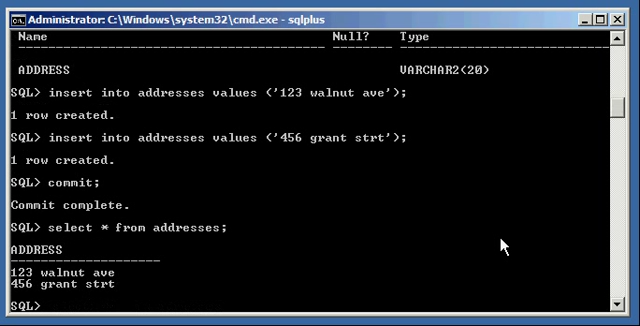 Administrator: C:\Windows\system32\cmd.exe - sqlplus
Name Null? Type
ADDRESS VARCHAR2(20)
SQL> insert into addresses values ('123 walnut ave');
1 row created.
SQL> insert into addresses values ('456 grant strt');
1 row created.
SQL> commit;
Commit complete.
SQL> select * from addresses;
ADDRESS
--------------------
123 walnut ave
456 grant strt
SQL>